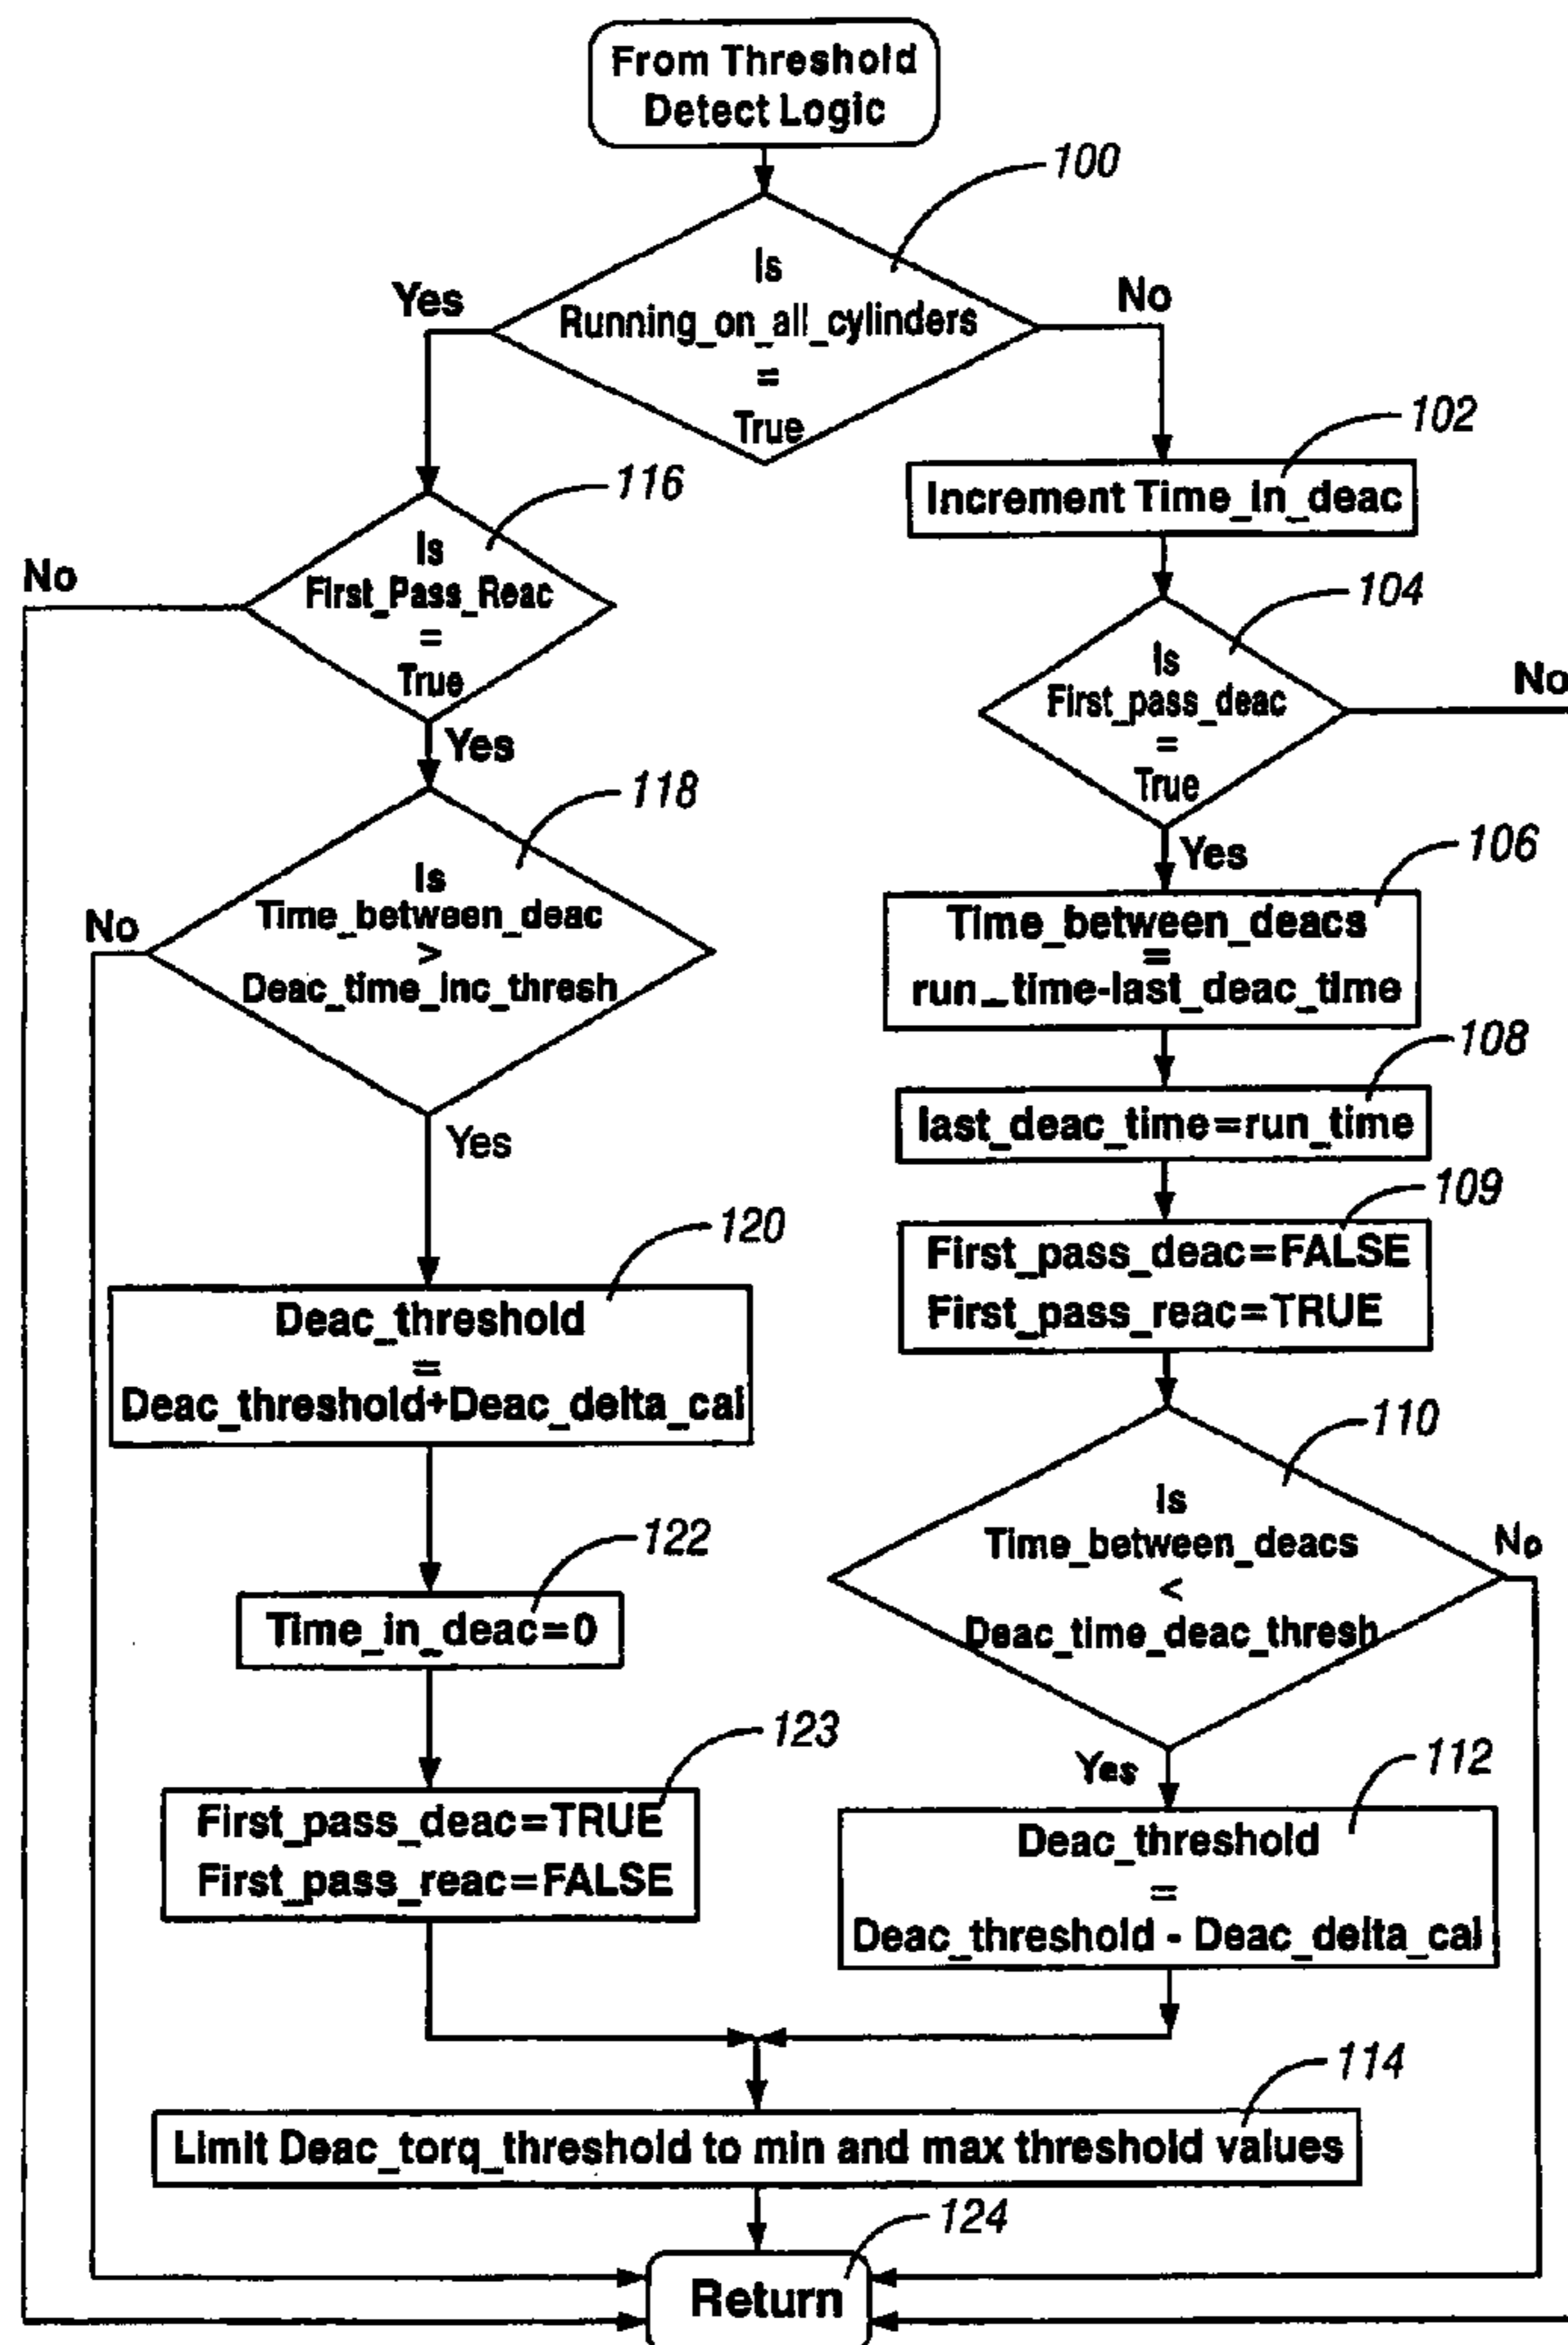 From Threshold
Detect Logic
100
Is
Running_on_all_cylinders
=
True
Yes
No
102
Increment Time_in_deac
116
Is
First_Pass_Reac
=
True
No
Yes
104
Is
First_pass_deac
=
True
No
Yes
118
Is
Time_between_deac
>
Deac_time_inc_thresh
No
Yes
106
Time_between_deacs
=
run_time-last_deac_time
108
last_deac_time=run_time
109
First_pass_deac=FALSE
First_pass_reac=TRUE
120
Deac_threshold
=
Deac_threshold+Deac_delta_cal
110
Is
Time_between_deacs
<
Deac_time_deac_thresh
No
Yes
122
Time_in_deac=0
123
First_pass_deac=TRUE
First_pass_reac=FALSE
112
Deac_threshold
=
Deac_threshold - Deac_delta_cal
114
Limit Deac_torq_threshold to min and max threshold values
124
Return